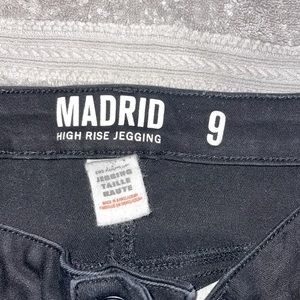 MADRID
HIGH RISE JEGGING
9
JEGGING
TAILLE
HAUTE